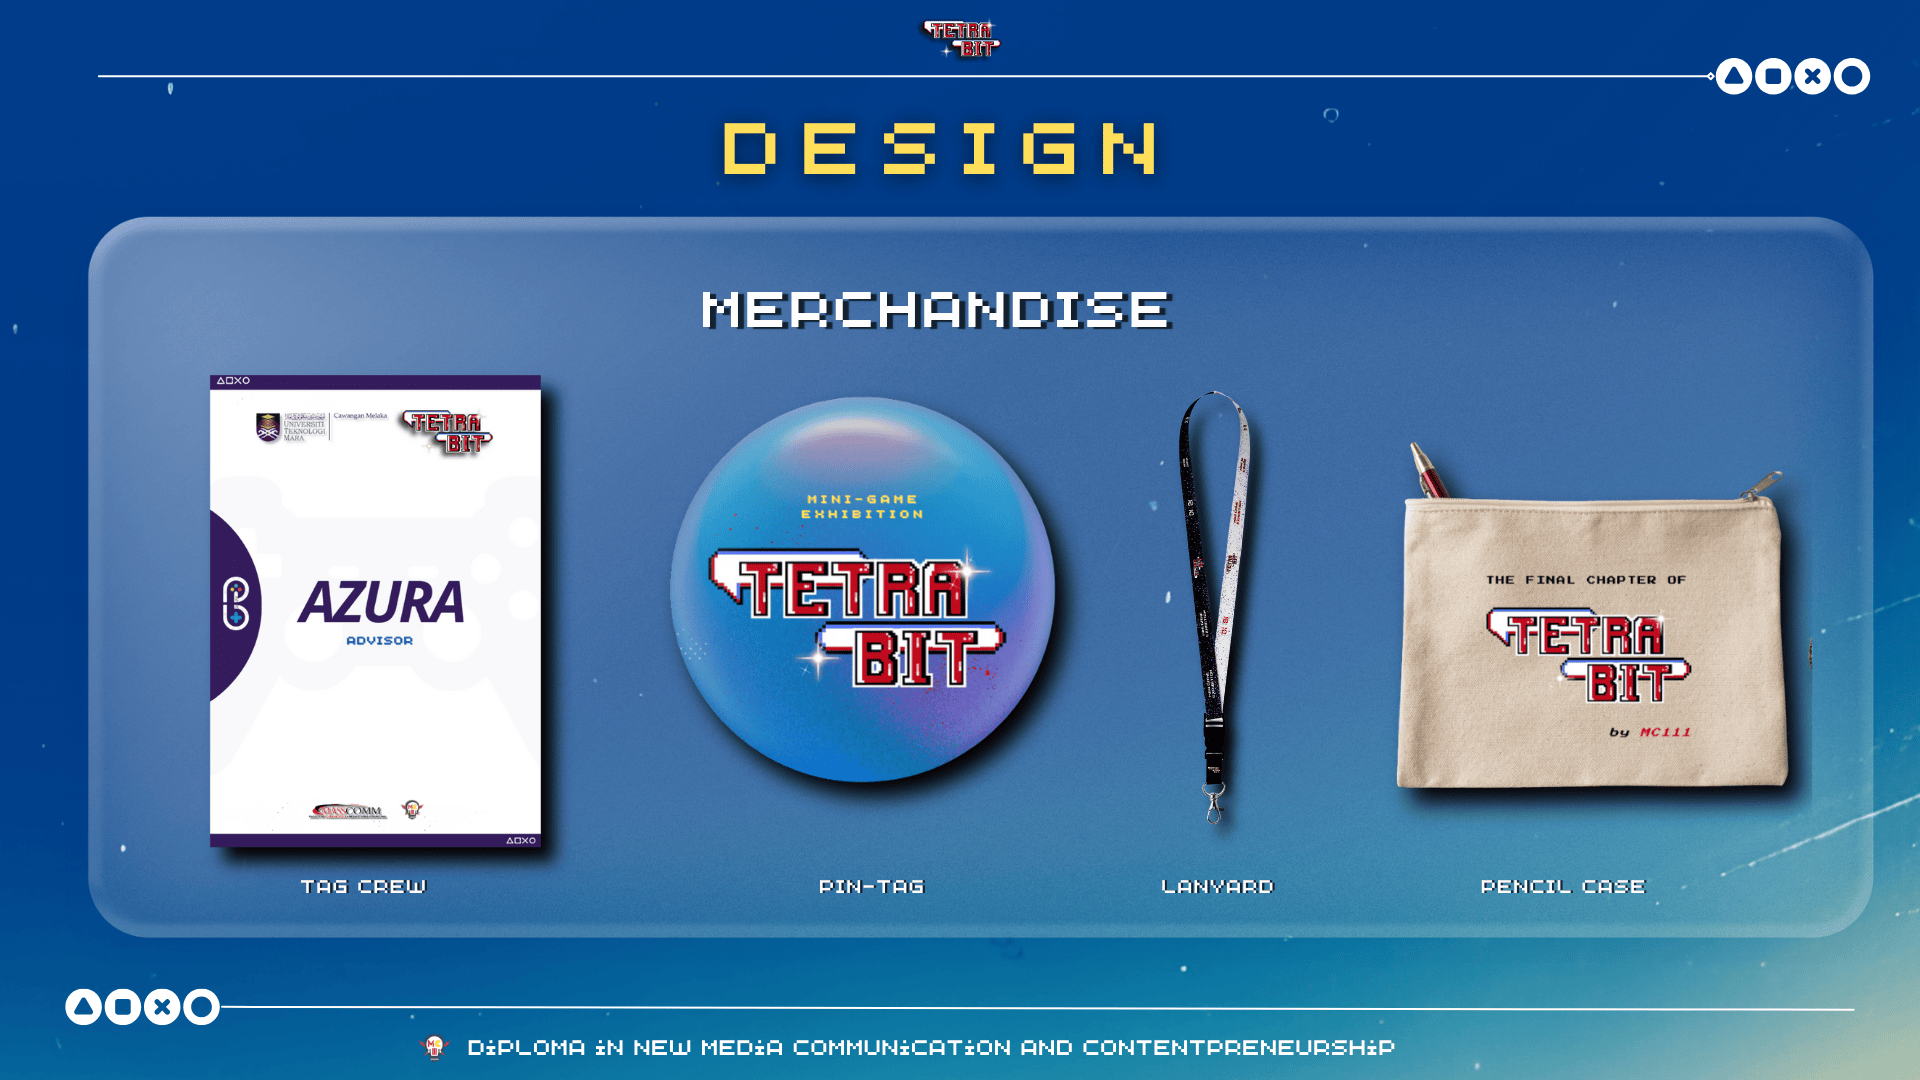 TETRA
BIT
DESIGN
MERCHANDISE
UNIVERSITI
TEKNOLOGI
MARA
Cawangan Melaka
TETRA
BIT
AZURA
ADVISOR
MASSCOMM
TAG CREW
MINI-GAME
EXHIBITION
TETRA
BIT
PIN-TAG
LANYARD
THE FINAL CHAPTER OF
TETRA
BIT
by MC111
PENCIL CASE
DiPLOMA iN NEW MEDiA COMMUNiCATiON AND CONTENTPRENEURSHiP